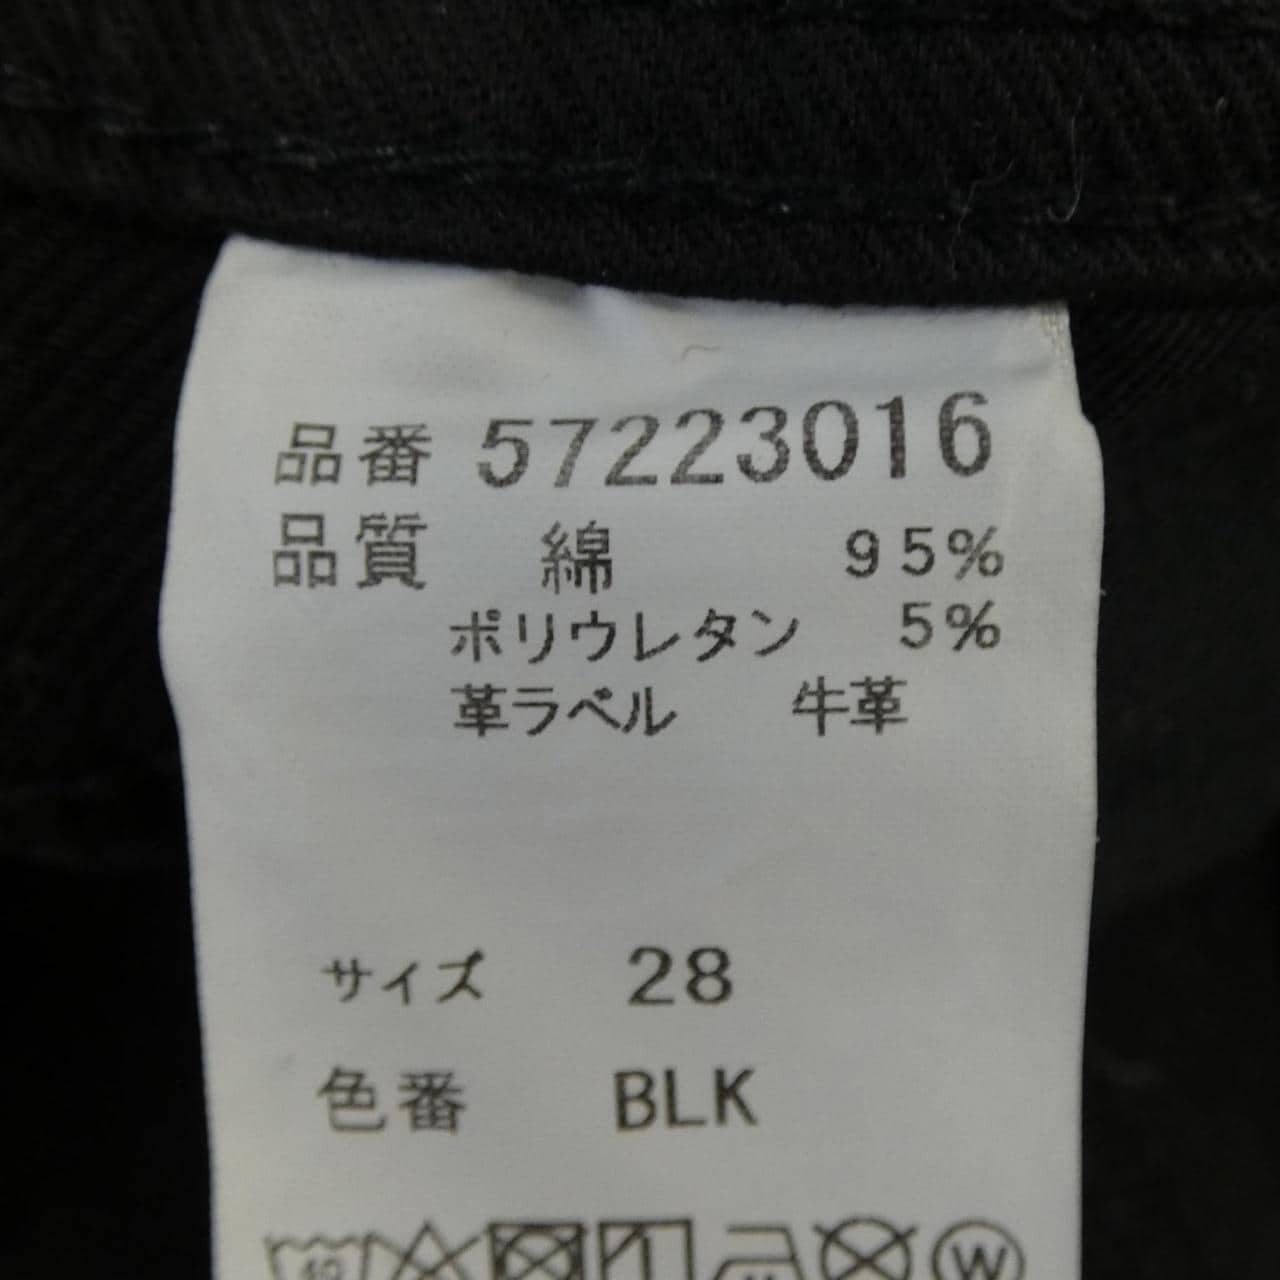 品番 57223016
品質 綿 95%
ポリウレタン 5%
革ラベル 牛革
サイズ 28
色番 BLK
40 W